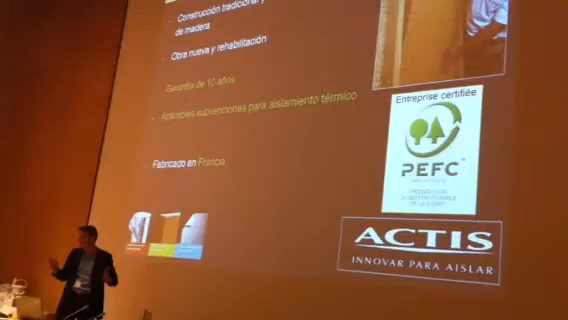 Construcción tradicional y
de madera
Obra nueva y rehabilitación
Garantía de 10 años
Aplicables subvenciones para aislamiento térmico
Fabricado en Francia
Entreprise certifiée
PEFC™
ACTIS
INNOVAR PARA AISLAR